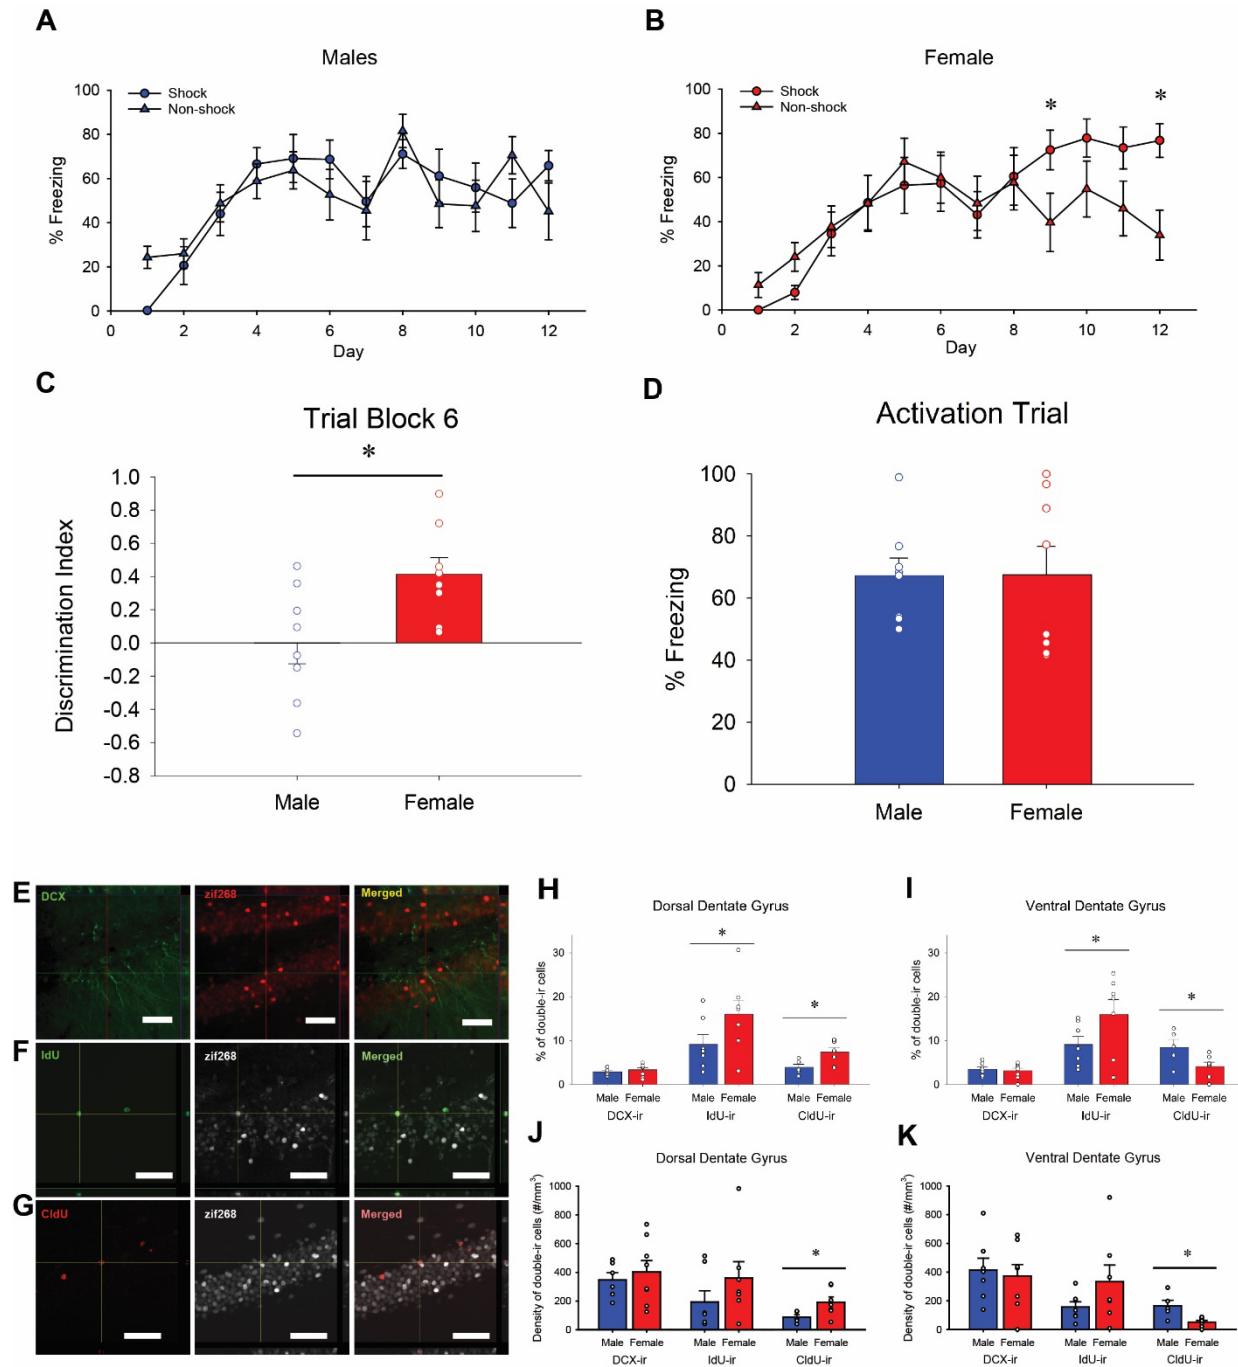 A
Males
Shock
Non-shock
% Freezing
100
80
60
40
20
0
0 2 4 6 8 10 12
Day
B
Female
Shock
Non-shock
* *
% Freezing
100
80
60
40
20
0
0 2 4 6 8 10 12
Day
C
Trial Block 6
*
Discrimination Index
1.0
0.8
0.6
0.4
0.2
0.0
-0.2
-0.4
-0.6
-0.8
Male Female
D
Activation Trial
% Freezing
100
80
60
40
20
0
Male Female
E
DCX zif268 Merged
F
IdU zif268 Merged
G
CldU zif268 Merged
H
Dorsal Dentate Gyrus
% of double-ir cells
30
20
10
0
* *
Male Female Male Female Male Female
DCX-ir IdU-ir CldU-ir
I
Ventral Dentate Gyrus
% of double-ir cells
30
20
10
0
* *
Male Female Male Female Male Female
DCX-ir IdU-ir CldU-ir
J
Dorsal Dentate Gyrus
Density of double-ir cells (#/mm³)
1000
800
600
400
200
0
*
Male Female Male Female Male Female
DCX-ir IdU-ir CldU-ir
K
Ventral Dentate Gyrus
Density of double-ir cells (#/mm³)
1000
800
600
400
200
0
*
Male Female Male Female Male Female
DCX-ir IdU-ir CldU-ir